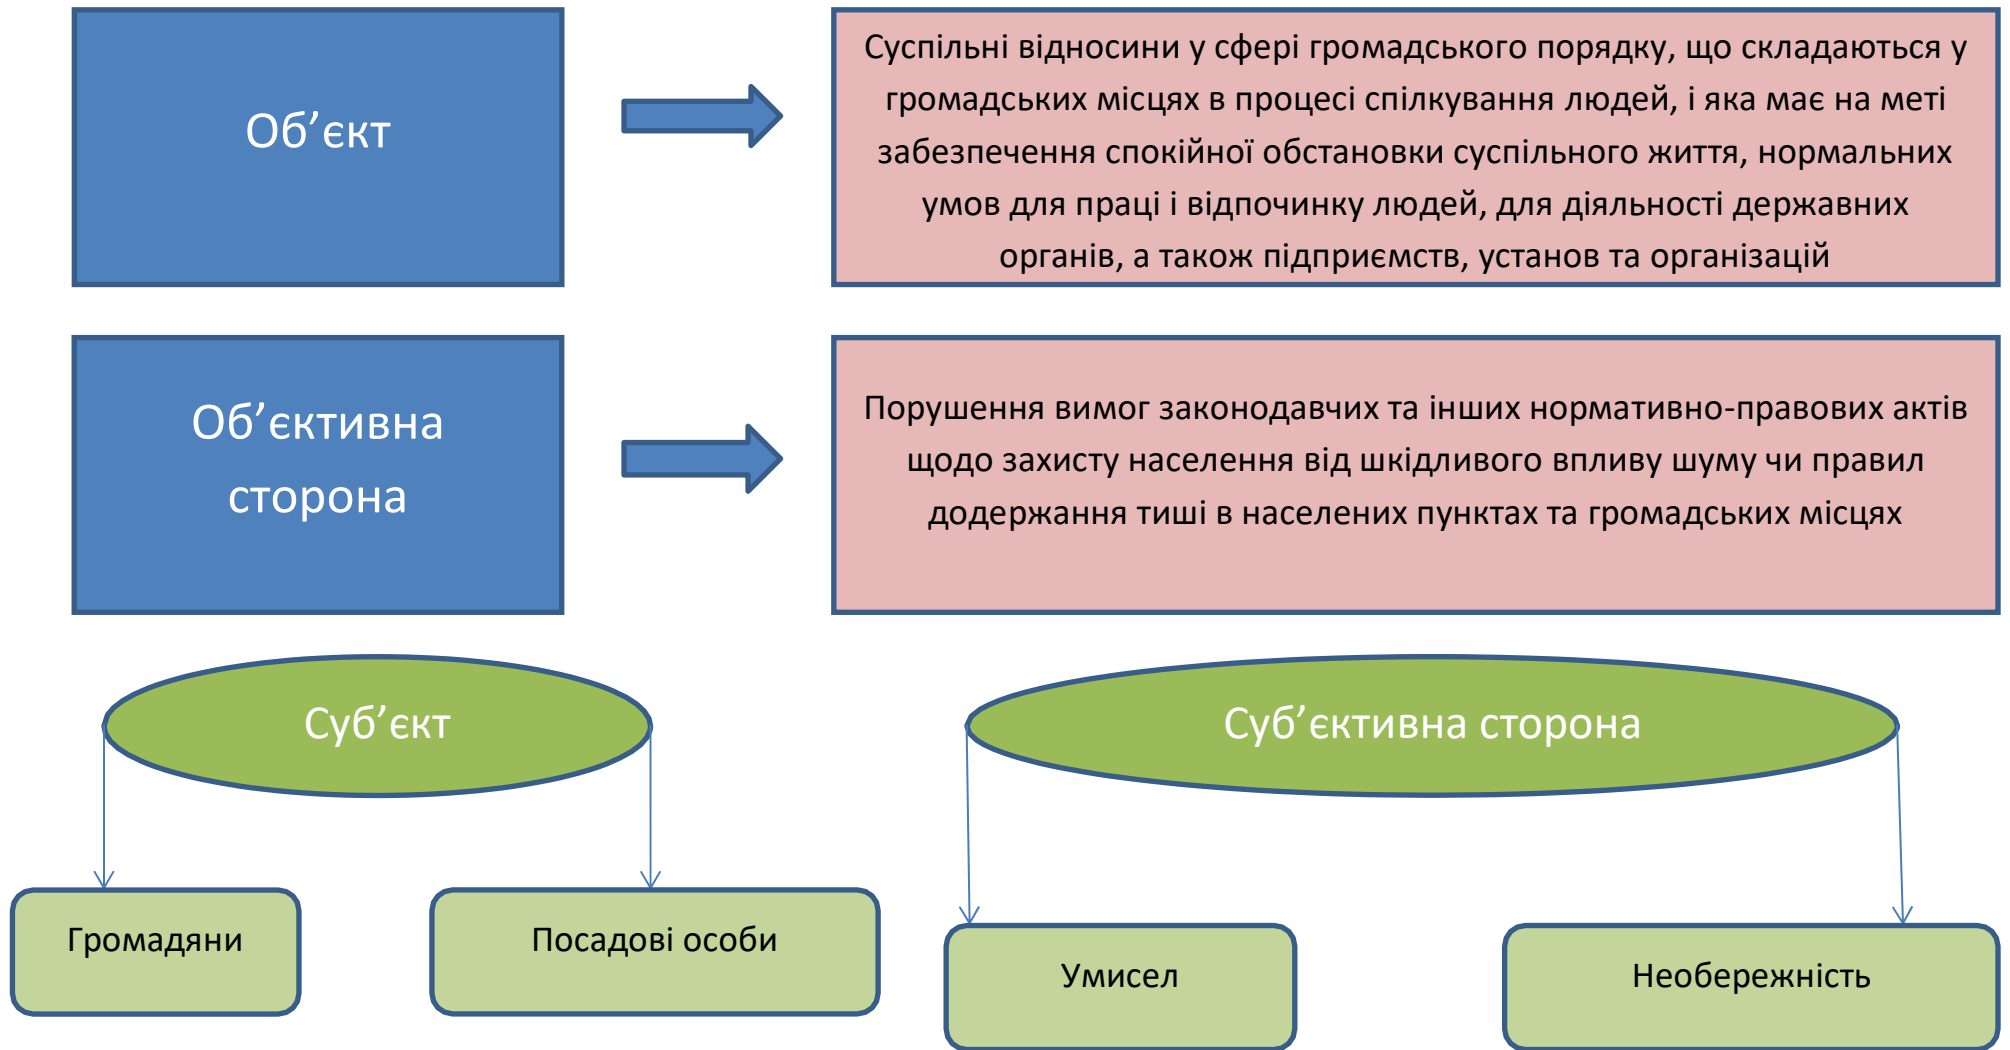 Об’єкт
Суспільні відносини у сфері громадського порядку, що складаються у
громадських місцях в процесі спілкування людей, і яка має на меті
забезпечення спокійної обстановки суспільного життя, нормальних
умов для праці і відпочинку людей, для діяльності державних
органів, а також підприємств, установ та організацій
Об’єктивна
сторона
Порушення вимог законодавчих та інших нормативно-правових актів
щодо захисту населення від шкідливого впливу шуму чи правил
додержання тиші в населених пунктах та громадських місцях
Суб’єкт
Суб’єктивна сторона
Громадяни
Посадові особи
Умисел
Необережність